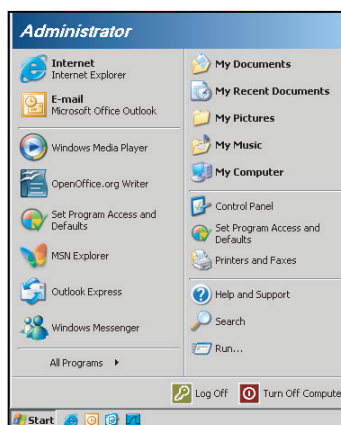 Administrator
Internet
Internet Explorer
E-mail
Microsoft Office Outlook
Windows Media Player
OpenOffice.org Writer
Set Program Access and
Defaults
MSN Explorer
Outlook Express
Windows Messenger
All Programs
My Documents
My Recent Documents
My Pictures
My Music
My Computer
Control Panel
Set Program Access and
Defaults
Printers and Faxes
Help and Support
Search
Run...
Log Off
Turn Off Compute
Start